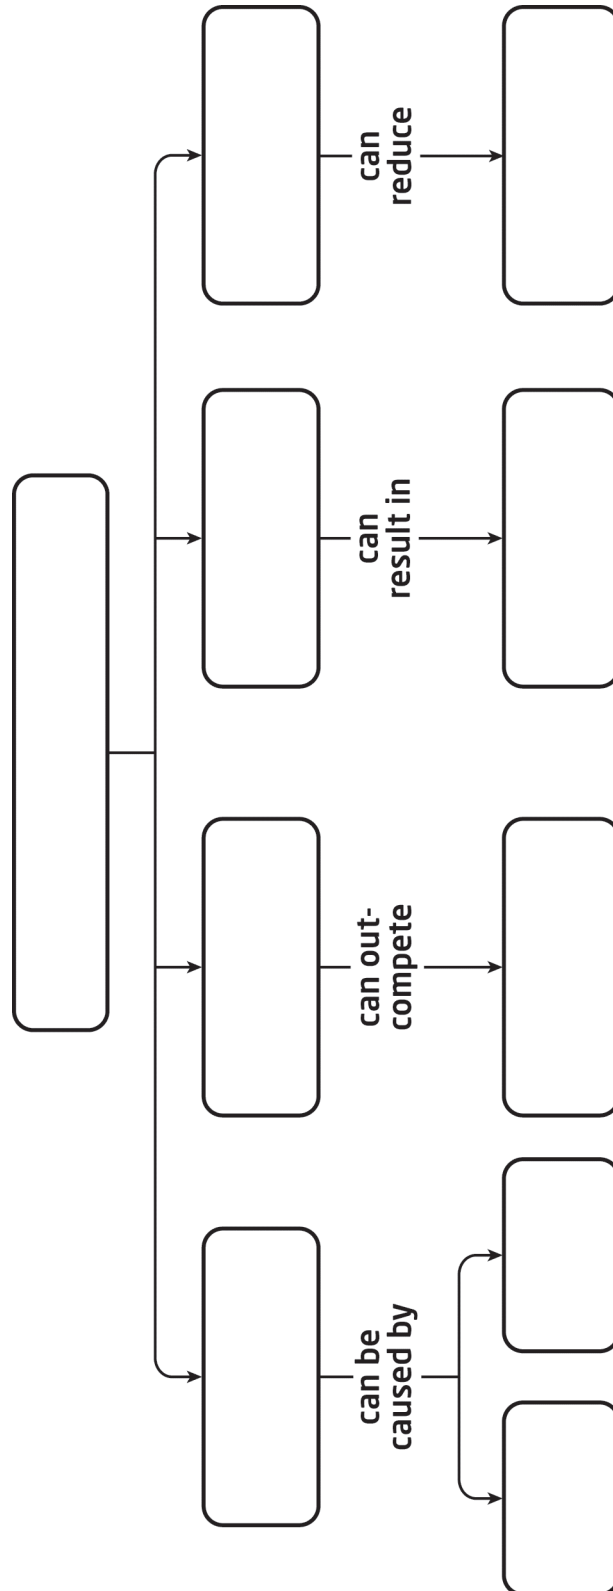 can be
caused by
can out-
compete
can
result in
can
reduce